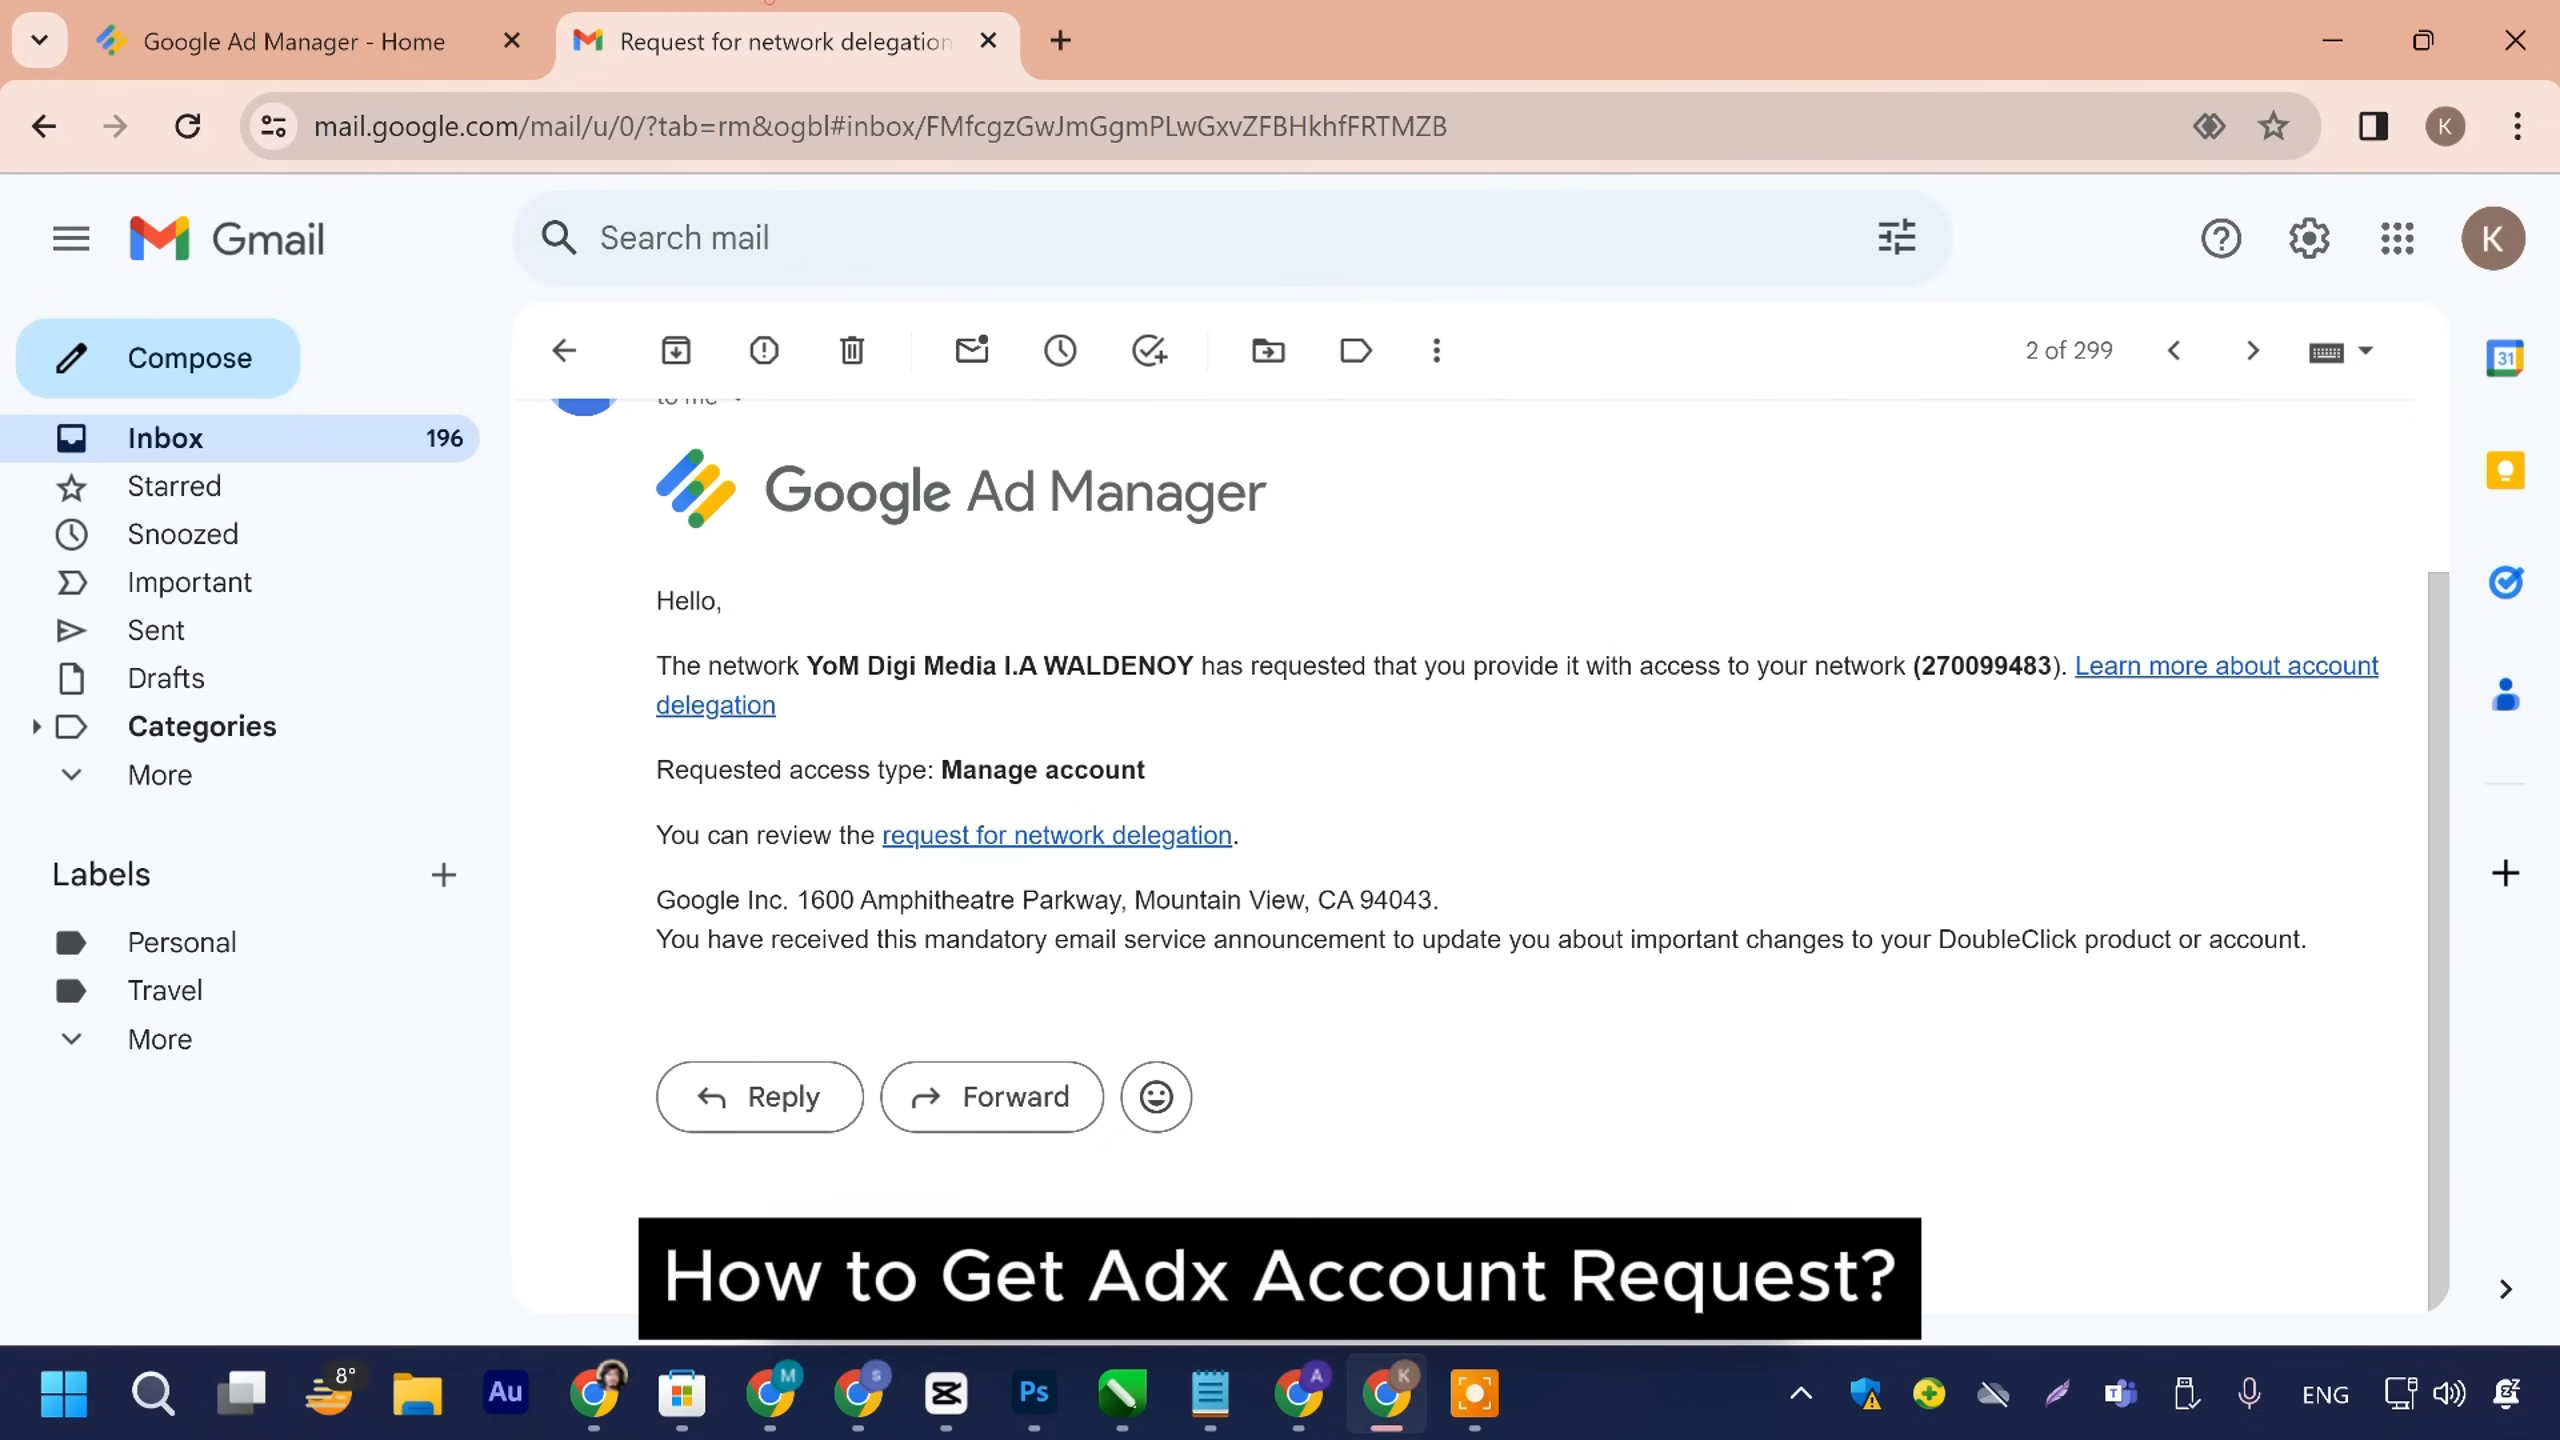 Google Ad Manager - Home
Request for network delegation
mail.google.com/mail/u/0/?tab=rm&ogbl#inbox/FMfcgzGwJmGgmPLwGxvZFBHkhfFRTMZB
K
Gmail
Search mail
K
Compose
2 of 299
31
to me
Inbox 196
Starred
Snoozed
Important
Sent
Drafts
Categories
More
Labels
Personal
Travel
More
Google Ad Manager
Hello,
The network YoM Digi Media I.A WALDENOY has requested that you provide it with access to your network (270099483). Learn more about account
delegation
Requested access type: Manage account
You can review the request for network delegation.
Google Inc. 1600 Amphitheatre Parkway, Mountain View, CA 94043.
You have received this mandatory email service announcement to update you about important changes to your DoubleClick product or account.
Reply
Forward
How to Get Adx Account Request?
8°
Au
M
S
Ps
A
K
ENG